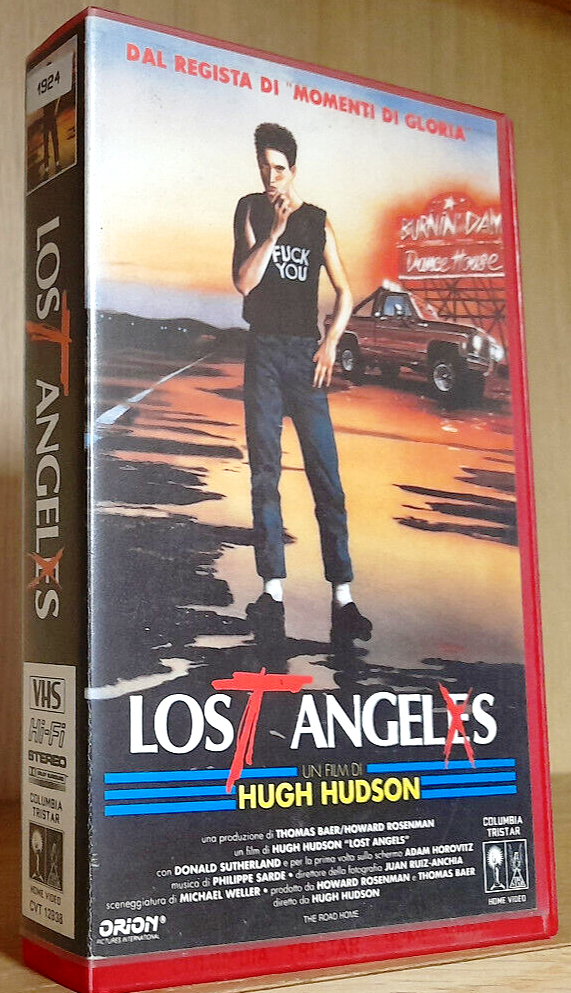 1924
LOST ANGELES
VHS
Hi-Fi
STEREO
COLUMBIA
TRISTAR
HOME VIDEO
CVT 12938
DAL REGISTA DI "MOMENTI DI GLORIA"
FUCK
YOU
BURNIN' DAM
Dance House
LOST ANGELES
UN FILM DI
HUGH HUDSON
una produzione di THOMAS BAER/HOWARD ROSENMAN
un film di HUGH HUDSON "LOST ANGELS"
con DONALD SUTHERLAND e per la prima volta sullo schermo ADAM HOROVITZ
musica di PHILIPPE SARDE • direttore della fotografia JUAN RUIZ-ANCHIA
sceneggiatura di MICHAEL WELLER • prodotto da HOWARD ROSENMAN e THOMAS BAER
diretto da HUGH HUDSON
THE ROAD HOME
ORION®
PICTURES INTERNATIONAL
COLUMBIA
TRISTAR
HOME VIDEO